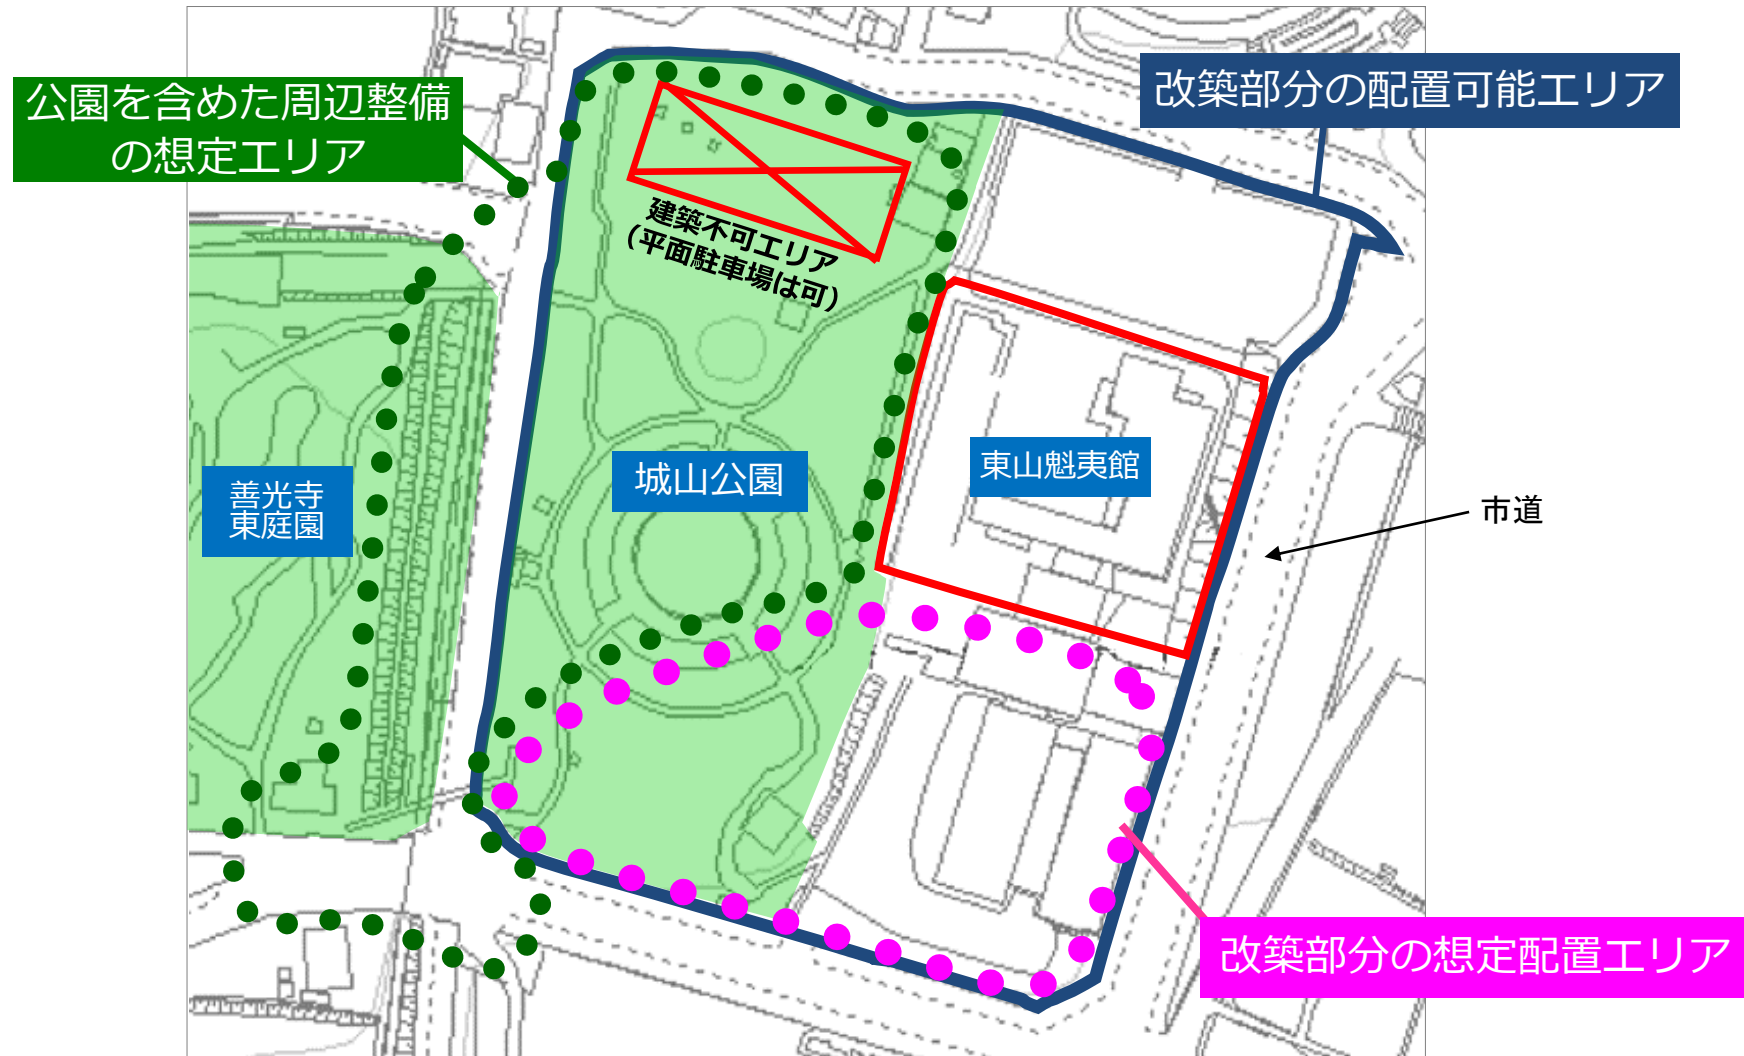 改築部分の配置可能エリア
公園を含めた周辺整備
の想定エリア
建築不可エリア
（平面駐車場は可）
東山魁夷館
城山公園
善光寺
東庭園
市道
改築部分の想定配置エリア